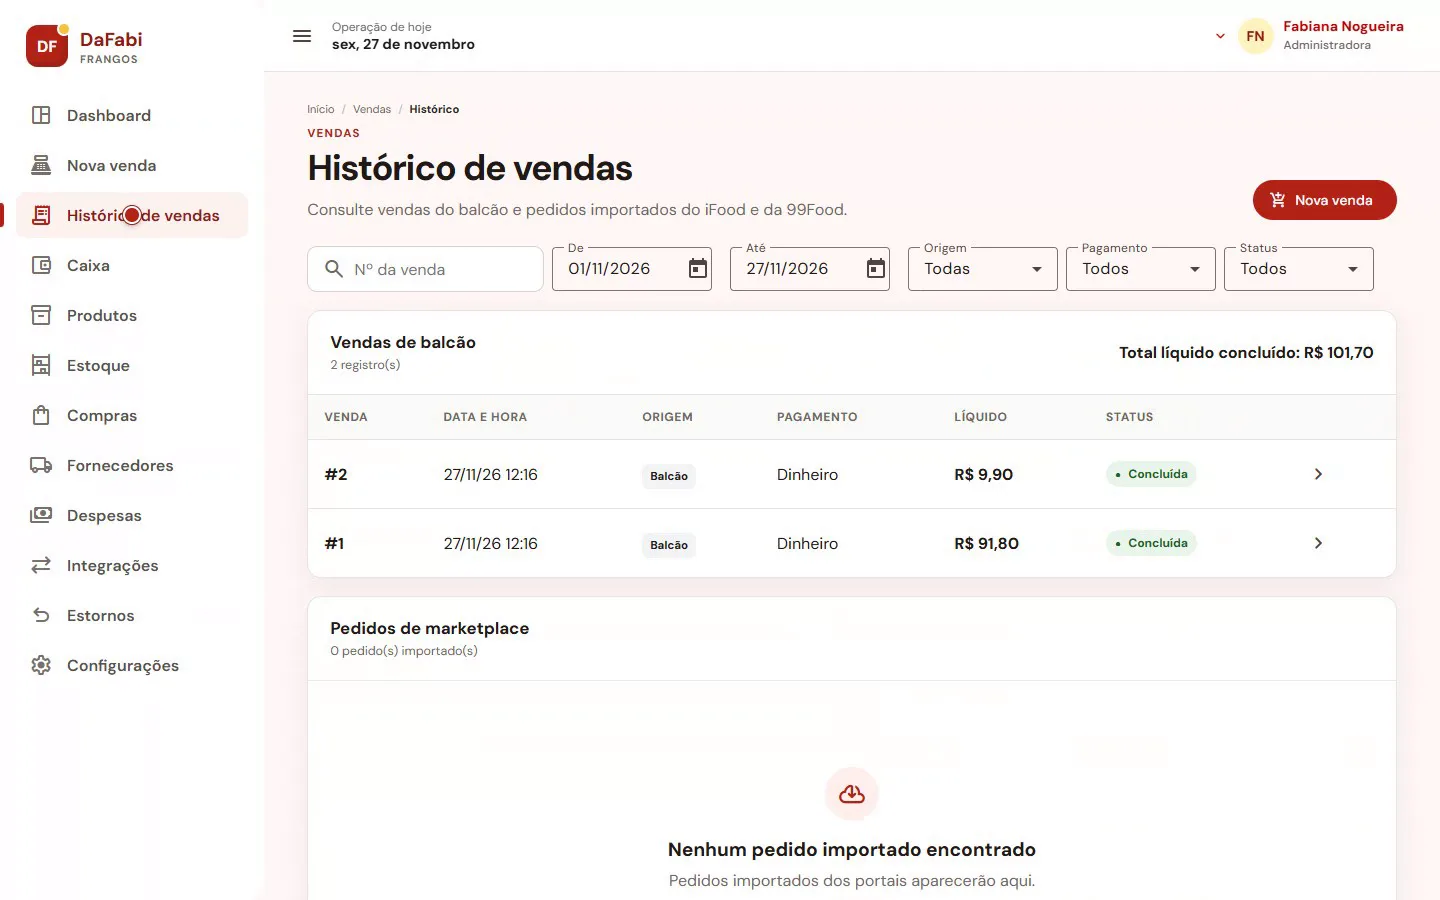 DF
DaFabi
FRANGOS
Operação de hoje
sex, 27 de novembro
FN
Fabiana Nogueira
Administradora
Dashboard
Nova venda
Histórico de vendas
Caixa
Produtos
Estoque
Compras
Fornecedores
Despesas
Integrações
Estornos
Configurações
Início / Vendas / Histórico
VENDAS
Histórico de vendas
Consulte vendas do balcão e pedidos importados do iFood e da 99Food.
Nova venda
Nº da venda
De
01/11/2026
Até
27/11/2026
Origem
Todas
Pagamento
Todos
Status
Todos
Vendas de balcão
2 registro(s)
Total líquido concluído: R$ 101,70
VENDA DATA E HORA ORIGEM PAGAMENTO LÍQUIDO STATUS
#2 27/11/26 12:16 Balcão Dinheiro R$ 9,90 Concluída
#1 27/11/26 12:16 Balcão Dinheiro R$ 91,80 Concluída
Pedidos de marketplace
0 pedido(s) importado(s)
Nenhum pedido importado encontrado
Pedidos importados dos portais aparecerão aqui.